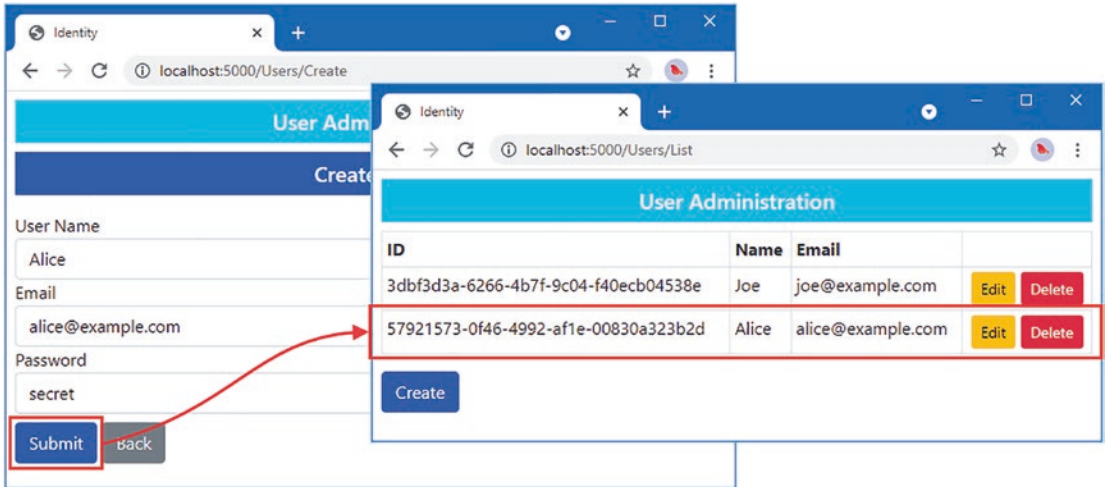 Identity
localhost:5000/Users/Create
User Adm
Create
User Name
Alice
Email
alice@example.com
Password
secret
Submit
Back
Identity
localhost:5000/Users/List
User Administration
ID Name Email
3dbf3d3a-6266-4b7f-9c04-f40ecb04538e Joe joe@example.com Edit Delete
57921573-0f46-4992-af1e-00830a323b2d Alice alice@example.com Edit Delete
Create